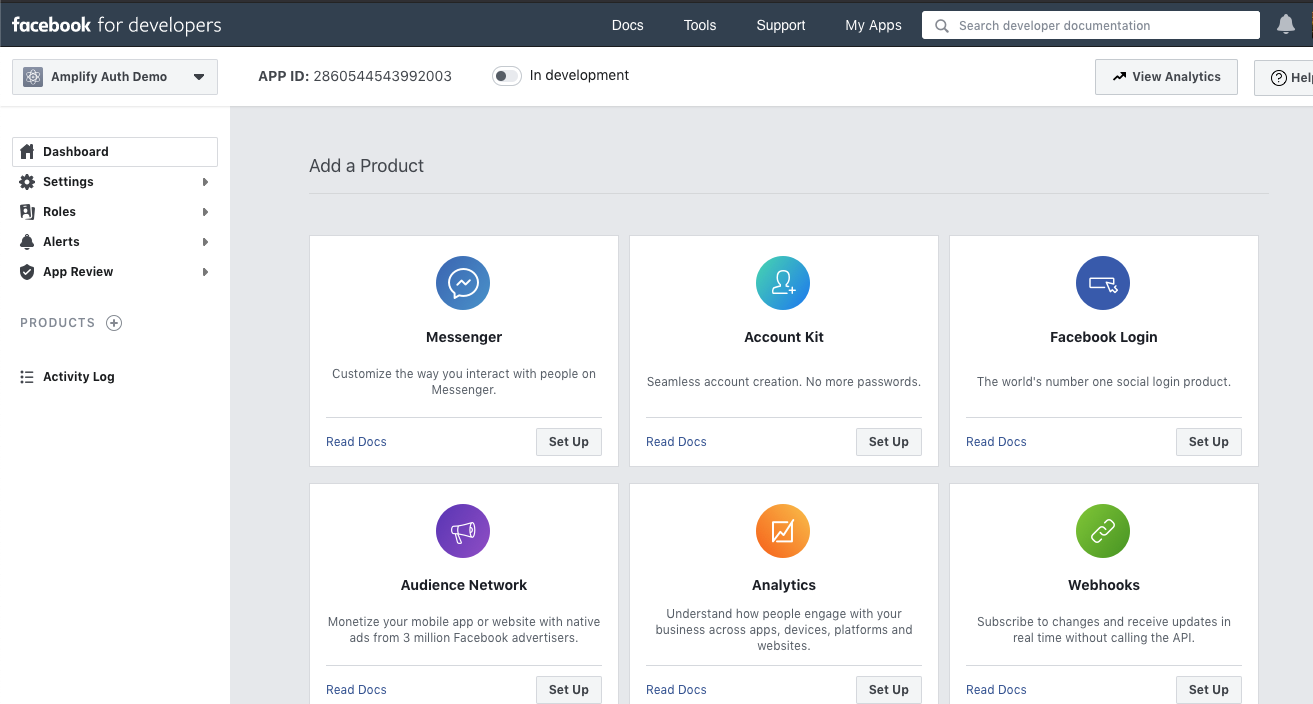 facebook for developers
Docs
Tools
Support
My Apps
Search developer documentation
Amplify Auth Demo
APP ID: 2860544543992003
In development
View Analytics
Hel
Dashboard
Settings
Roles
Alerts
App Review
PRODUCTS
Activity Log
Add a Product
Messenger
Customize the way you interact with people on
Messenger.
Read Docs
Set Up
Account Kit
Seamless account creation. No more passwords.
Read Docs
Set Up
Facebook Login
The world's number one social login product.
Read Docs
Set Up
Audience Network
Monetize your mobile app or website with native
ads from 3 million Facebook advertisers.
Read Docs
Set Up
Analytics
Understand how people engage with your
business across apps, devices, platforms and
websites.
Read Docs
Set Up
Webhooks
Subscribe to changes and receive updates in
real time without calling the API.
Read Docs
Set Up